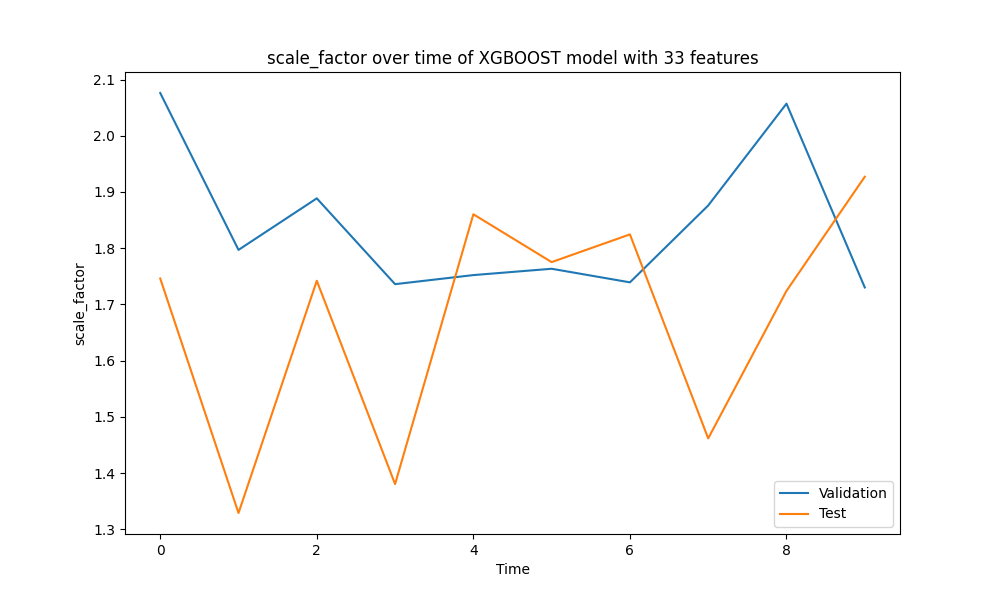 scale_factor over time of XGBOOST model with 33 features
2.1
2.0
1.9
1.8
1.7
1.6
1.5
1.4
1.3
scale_factor
0
2
4
6
8
Time
Validation
Test